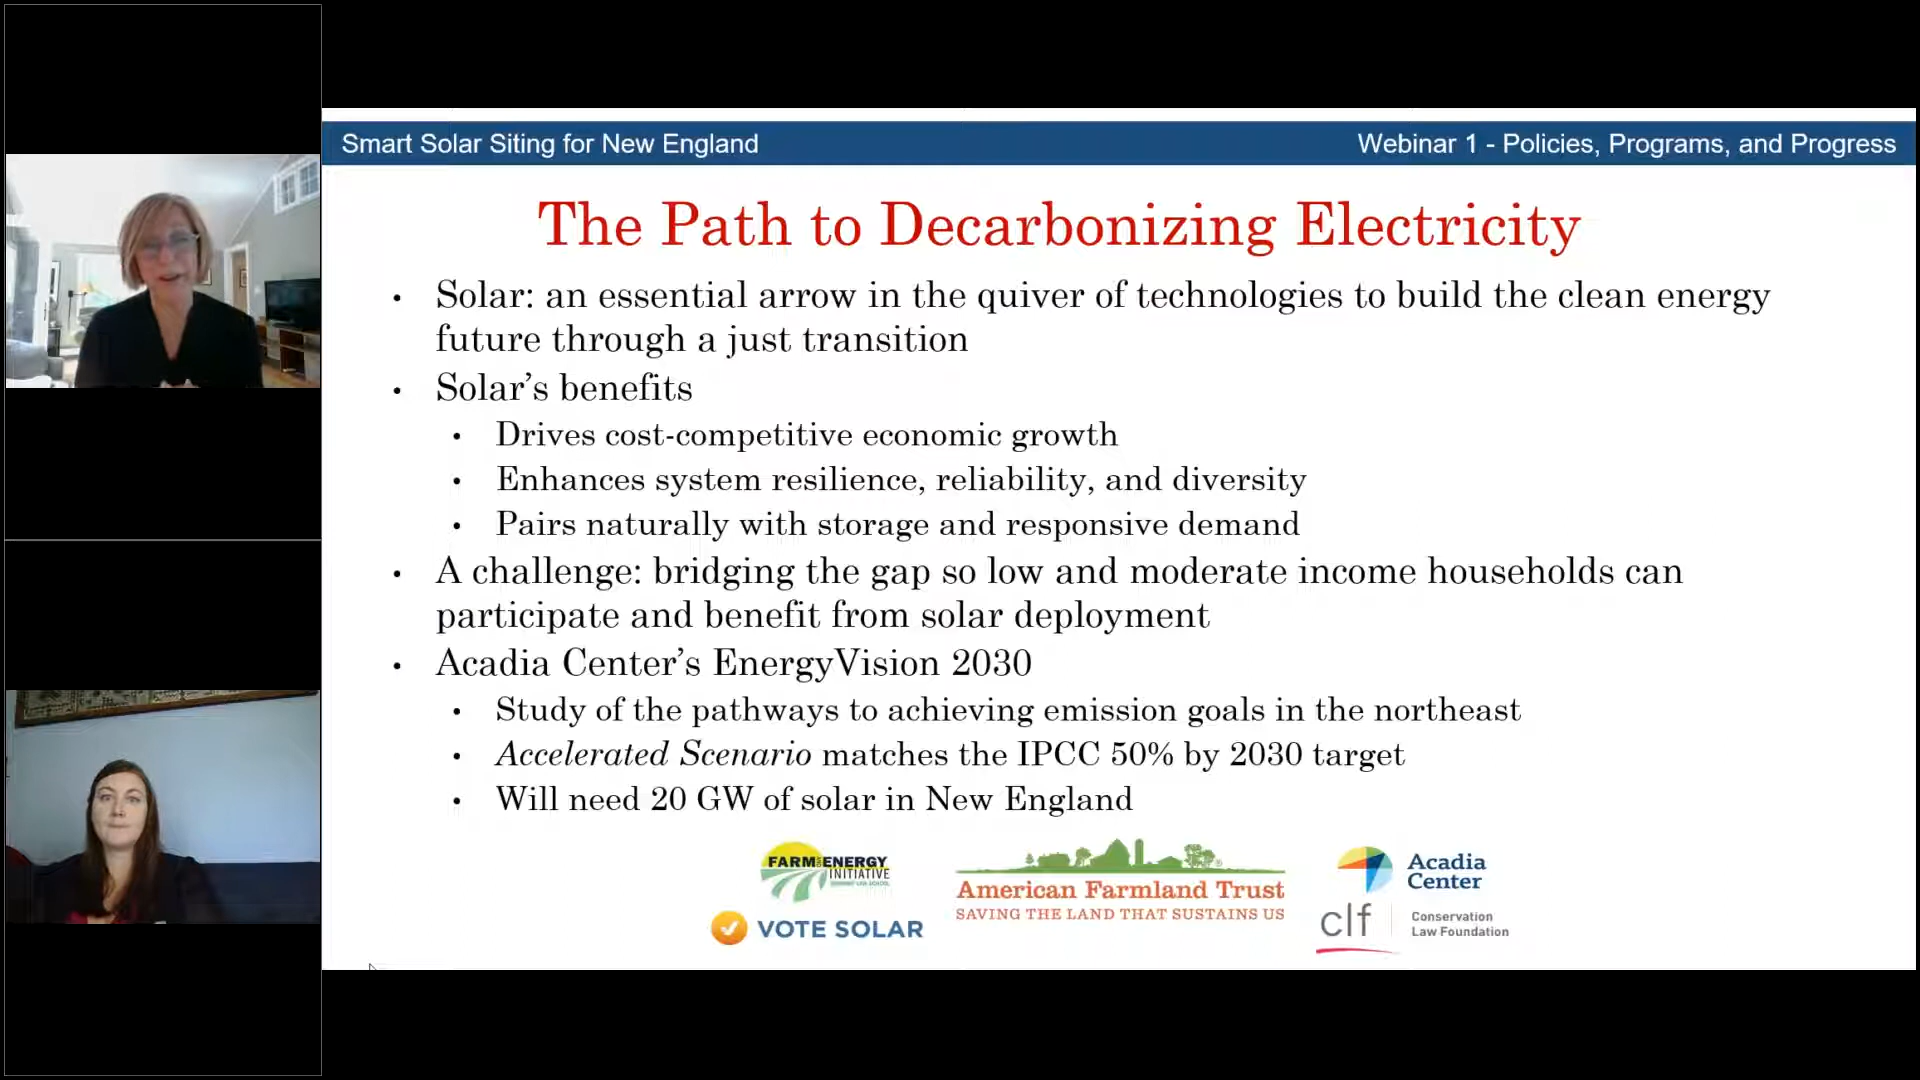 Smart Solar Siting for New England
Webinar 1 - Policies, Programs, and Progress
The Path to Decarbonizing Electricity
• Solar: an essential arrow in the quiver of technologies to build the clean energy
future through a just transition
• Solar’s benefits
• Drives cost-competitive economic growth
• Enhances system resilience, reliability, and diversity
• Pairs naturally with storage and responsive demand
• A challenge: bridging the gap so low and moderate income households can
participate and benefit from solar deployment
• Acadia Center’s EnergyVision 2030
• Study of the pathways to achieving emission goals in the northeast
• Accelerated Scenario matches the IPCC 50% by 2030 target
• Will need 20 GW of solar in New England
FARM ENERGY
INITIATIVE
VOTE SOLAR
American Farmland Trust
SAVING THE LAND THAT SUSTAINS US
Acadia
Center
clf
Conservation
Law Foundation